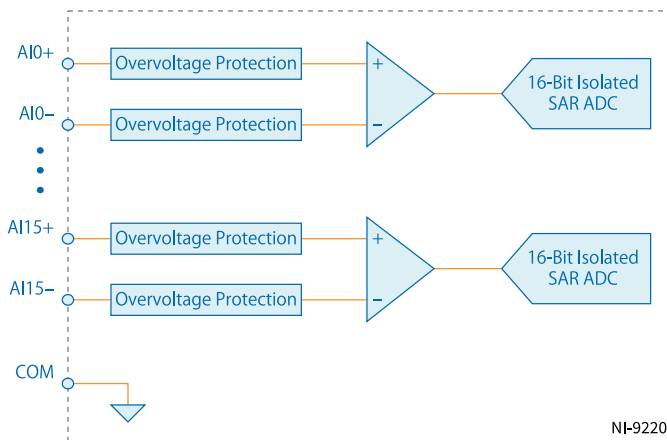 AI0+
Overvoltage Protection
+
16-Bit Isolated
SAR ADC
AI0–
Overvoltage Protection
–
AI15+
Overvoltage Protection
+
16-Bit Isolated
SAR ADC
AI15–
Overvoltage Protection
–
COM
NI-9220